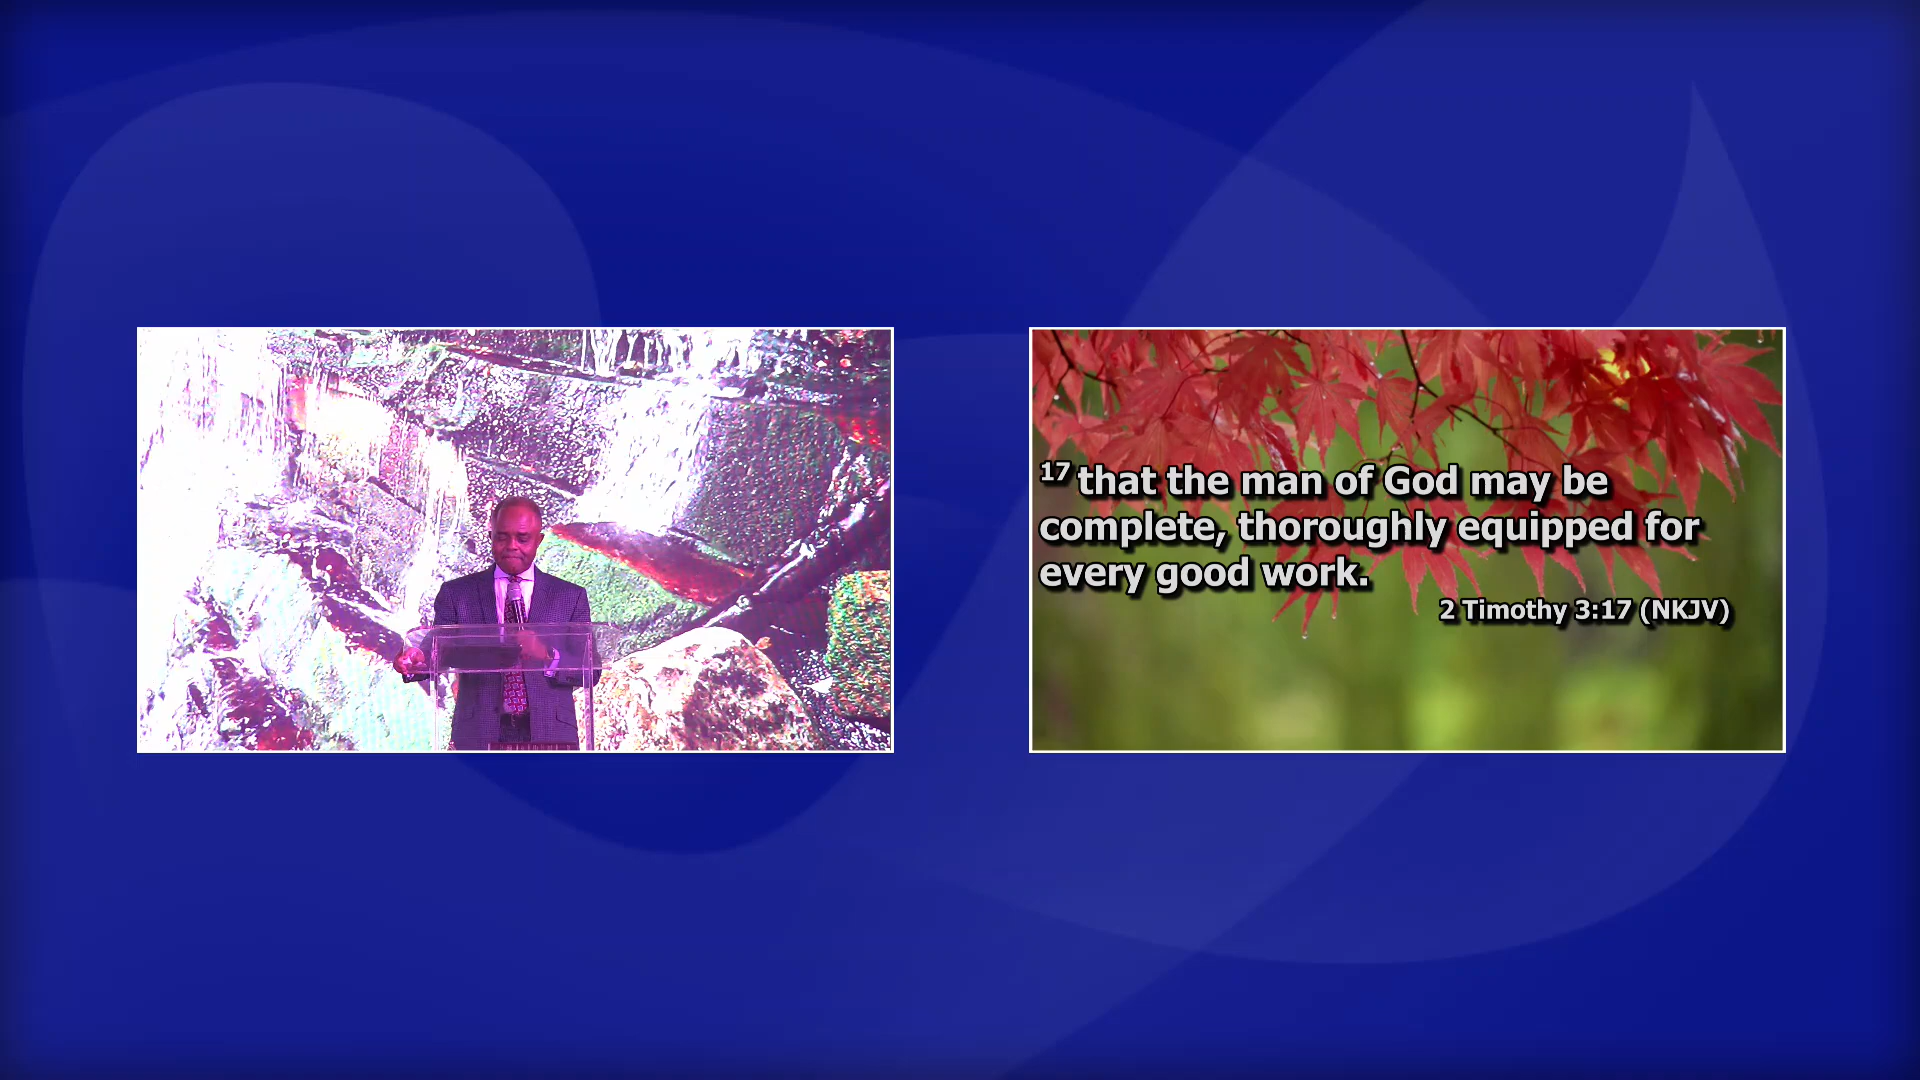 17 that the man of God may be
complete, thoroughly equipped for
every good work.
2 Timothy 3:17 (NKJV)